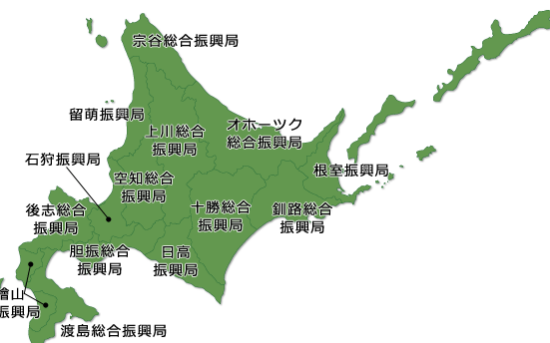 宗谷総合振興局
留萌振興局
上川総合
振興局
オホーツク
総合振興局
石狩振興局
空知総合
振興局
根室振興局
後志総合
振興局
十勝総合
振興局
釧路総合
振興局
胆振総合
振興局
日高
振興局
檜山
振興局
渡島総合振興局